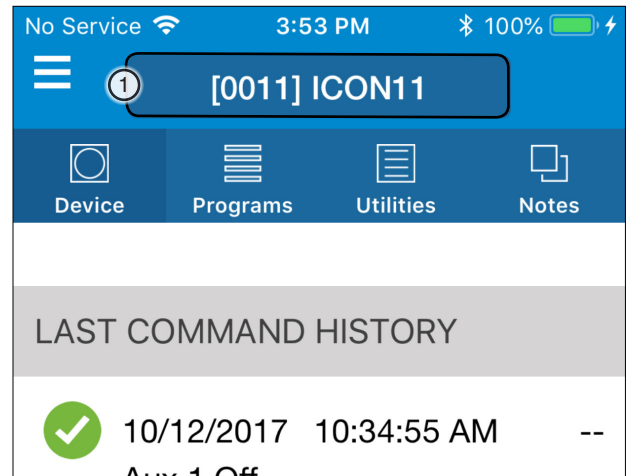 No Service 3:53 PM 100%
1 [0011] ICON11
Device Programs Utilities Notes
LAST COMMAND HISTORY
10/12/2017 10:34:55 AM --
Aux 1 Off